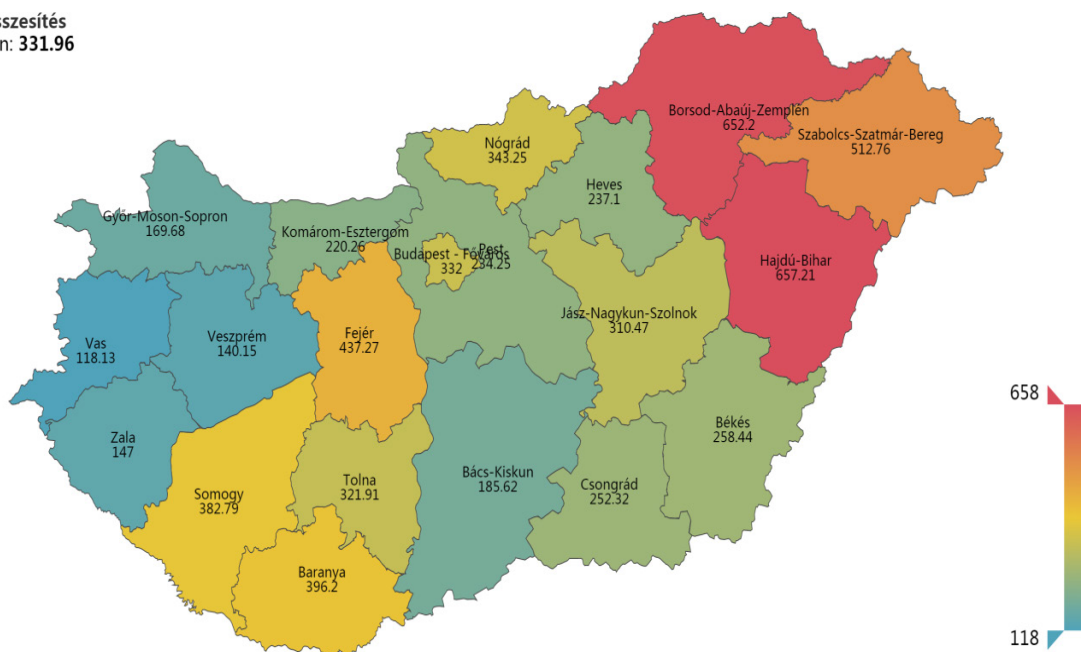 sszesítés
n: 331.96
Borsod-Abaúj-Zemplén
652.2
Szabolcs-Szatmár-Bereg
512.76
Nógrád
343.25
Heves
237.1
Győr-Moson-Sopron
169.68
Komárom-Esztergom
220.26
Budapest - Főváros
332
Pest
234.25
Hajdú-Bihar
657.21
Jász-Nagykun-Szolnok
310.47
Vas
118.13
Veszprém
140.15
Fejér
437.27
658
Zala
147
Békés
258.44
Somogy
382.79
Tolna
321.91
Bács-Kiskun
185.62
Csongrád
252.32
Baranya
396.2
118